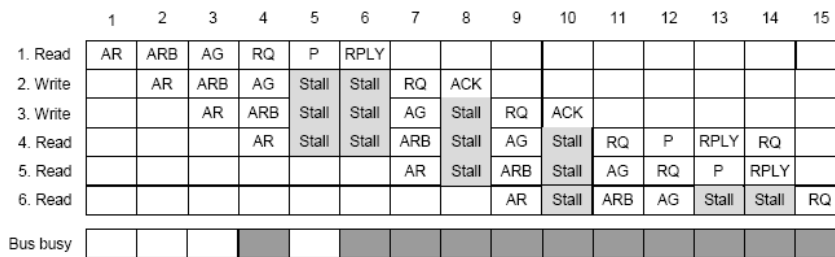 1 2 3 4 5 6 7 8 9 10 11 12 13 14 15
1. Read AR ARB AG RQ P RPLY
2. Write AR ARB AG Stall Stall RQ ACK
3. Write AR ARB Stall Stall AG Stall RQ ACK
4. Read AR Stall Stall ARB Stall AG Stall RQ P RPLY RQ
5. Read AR Stall ARB Stall AG RQ P RPLY
6. Read AR Stall ARB AG Stall Stall RQ
Bus busy